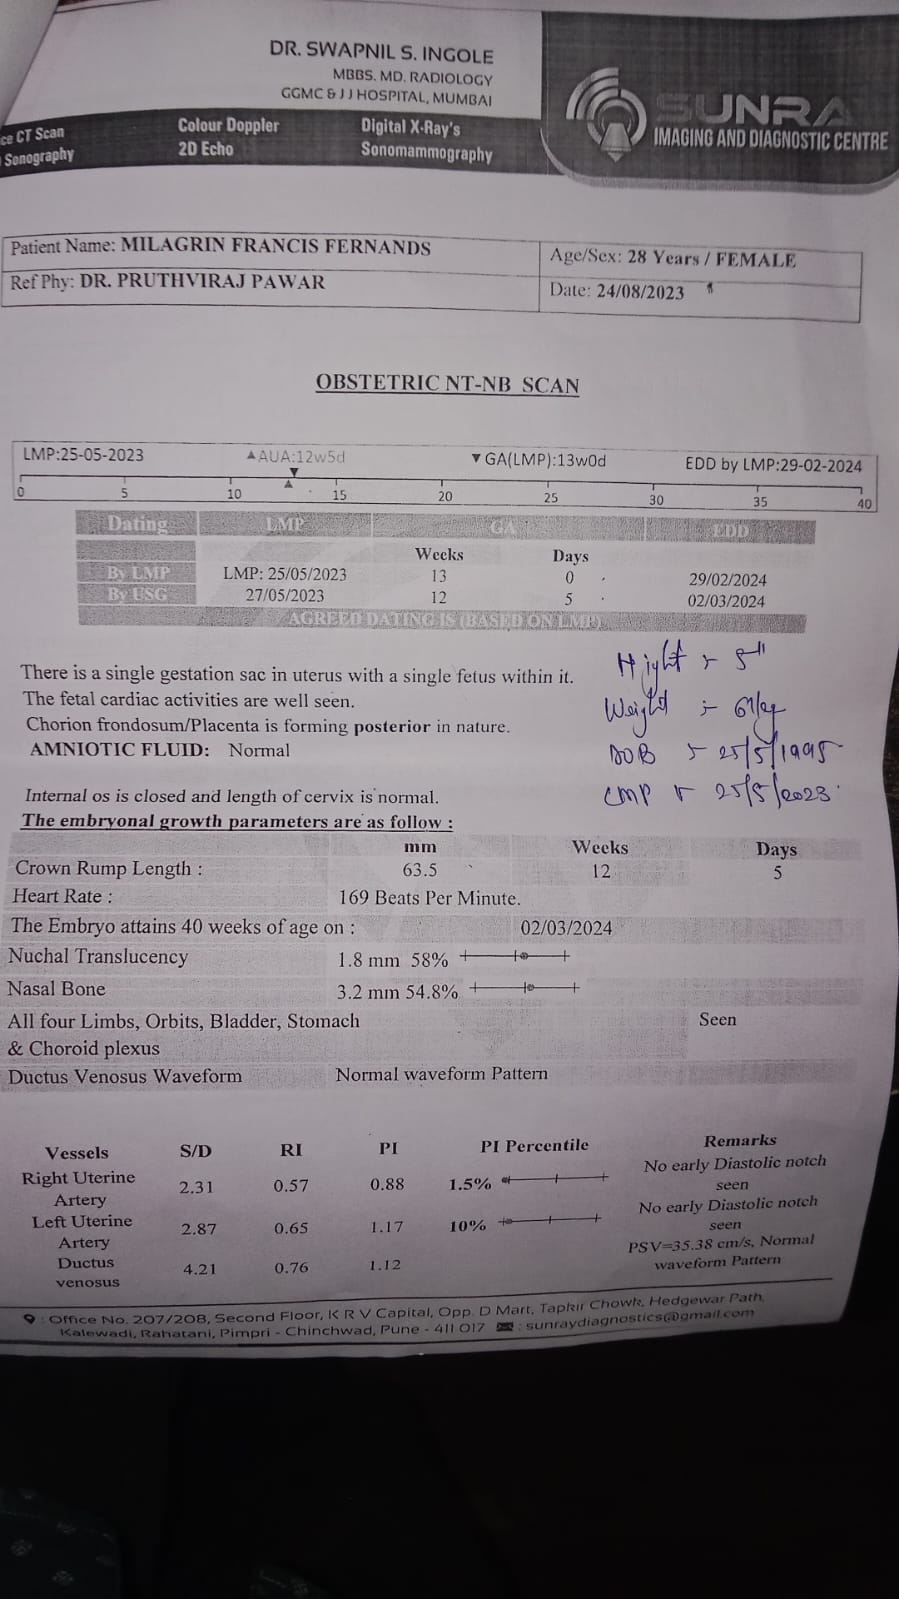 DR. SWAPNIL S. INGOLE
MBBS. MD. RADIOLOGY
GGMC & J J HOSPITAL, MUMBAI
SUNRA
IMAGING AND DIAGNOSTIC CENTRE
ce CT Scan
Sonography
Colour Doppler
2D Echo
Digital X-Ray's
Sonomammography
Patient Name: MILAGRIN FRANCIS FERNANDS
Age/Sex: 28 Years / FEMALE
Ref Phy: DR. PRUTHVIRAJ PAWAR
Date: 24/08/2023
OBSTETRIC NT-NB SCAN
LMP:25-05-2023 ▲AUA:12w5d ▼GA(LMP):13w0d EDD by LMP:29-02-2024
0 5 10 15 20 25 30 35 40
Dating LMP GA EDD
Weeks Days
By LMP LMP: 25/05/2023 13 0 29/02/2024
By USG 27/05/2023 12 5 02/03/2024
AGREED DATING IS (BASED ON LMP)
There is a single gestation sac in uterus with a single fetus within it.
The fetal cardiac activities are well seen.
Chorion frondosum/Placenta is forming posterior in nature.
AMNIOTIC FLUID: Normal
Weight
DOB 25/5/1995
LMP 25/5/2023
Internal os is closed and length of cervix is normal.
The embryonal growth parameters are as follow :
mm Weeks Days
Crown Rump Length : 63.5 12 5
Heart Rate : 169 Beats Per Minute.
The Embryo attains 40 weeks of age on : 02/03/2024
Nuchal Translucency 1.8 mm 58%
Nasal Bone 3.2 mm 54.8%
All four Limbs, Orbits, Bladder, Stomach Seen
& Choroid plexus
Ductus Venosus Waveform Normal waveform Pattern
Vessels S/D RI PI PI Percentile Remarks
Right Uterine Artery 2.31 0.57 0.88 1.5% No early Diastolic notch seen
Left Uterine Artery 2.87 0.65 1.17 10% No early Diastolic notch seen
Ductus venosus 4.21 0.76 1.12 PSV=35.38 cm/s, Normal waveform Pattern
: Office No. 207/208, Second Floor, K R V Capital, Opp. D Mart, Tapkir Chowk, Hedgewar Path,
Kalewadi, Rahatani, Pimpri - Chinchwad, Pune - 411 017 : sunraydiagnostics@gmail.com